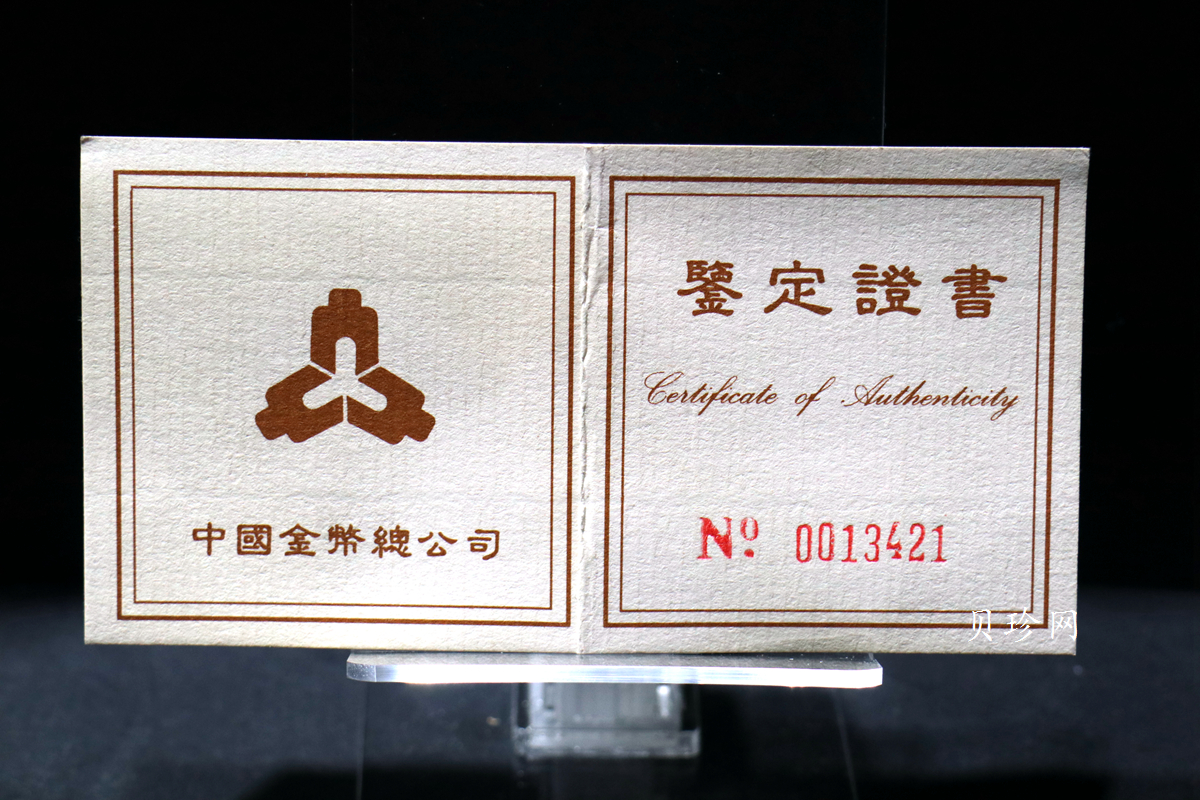 中國金幣總公司
鑒定證書
Certificate of Authenticity
Nº 0013421
贝珍网